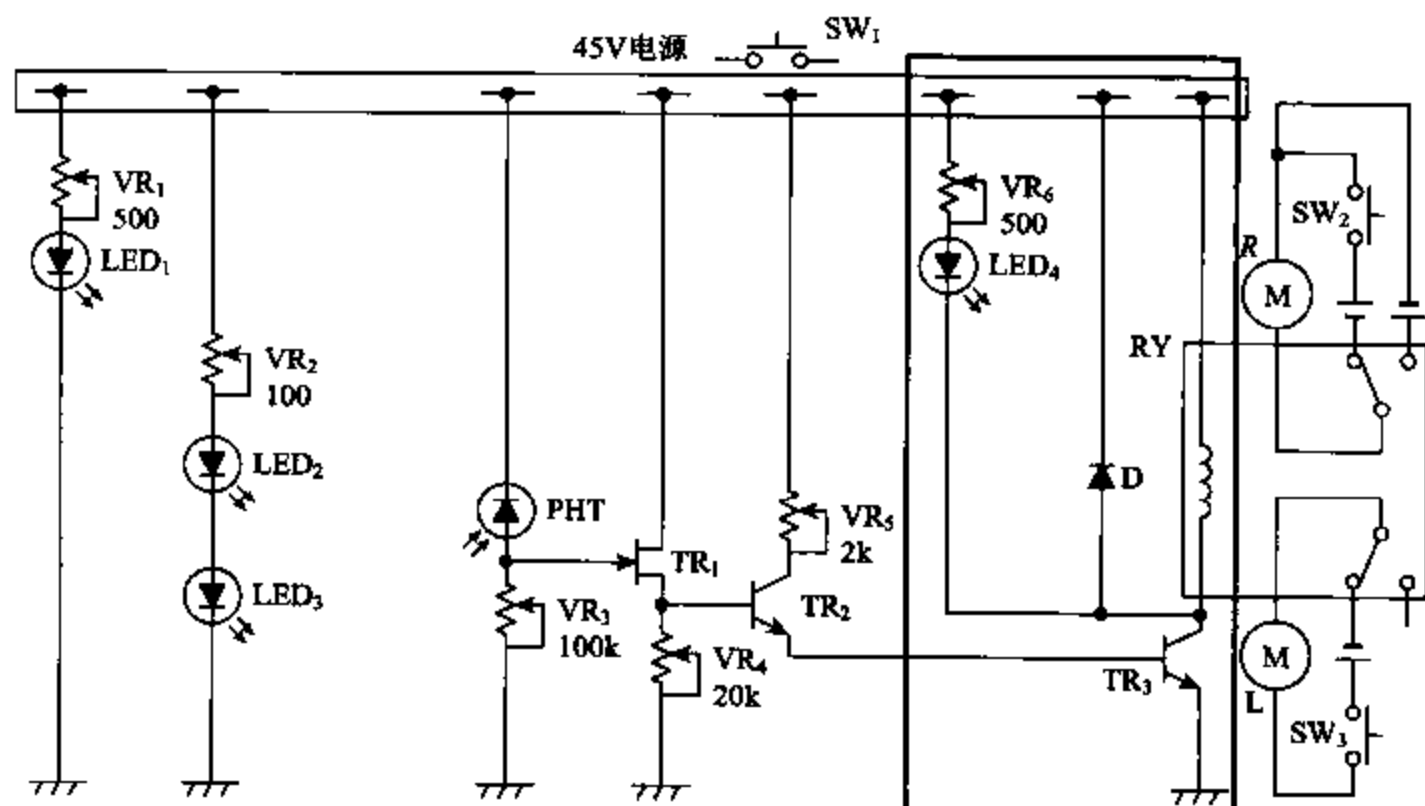 45V电源
SW₁
VR₁
500
LED₁
VR₂
100
LED₂
LED₃
PHT
VR₃
100k
TR₁
VR₄
20k
VR₅
2k
TR₂
VR₆
500
LED₄
D
TR₃
RY
R
M
SW₂
M
L
SW₃